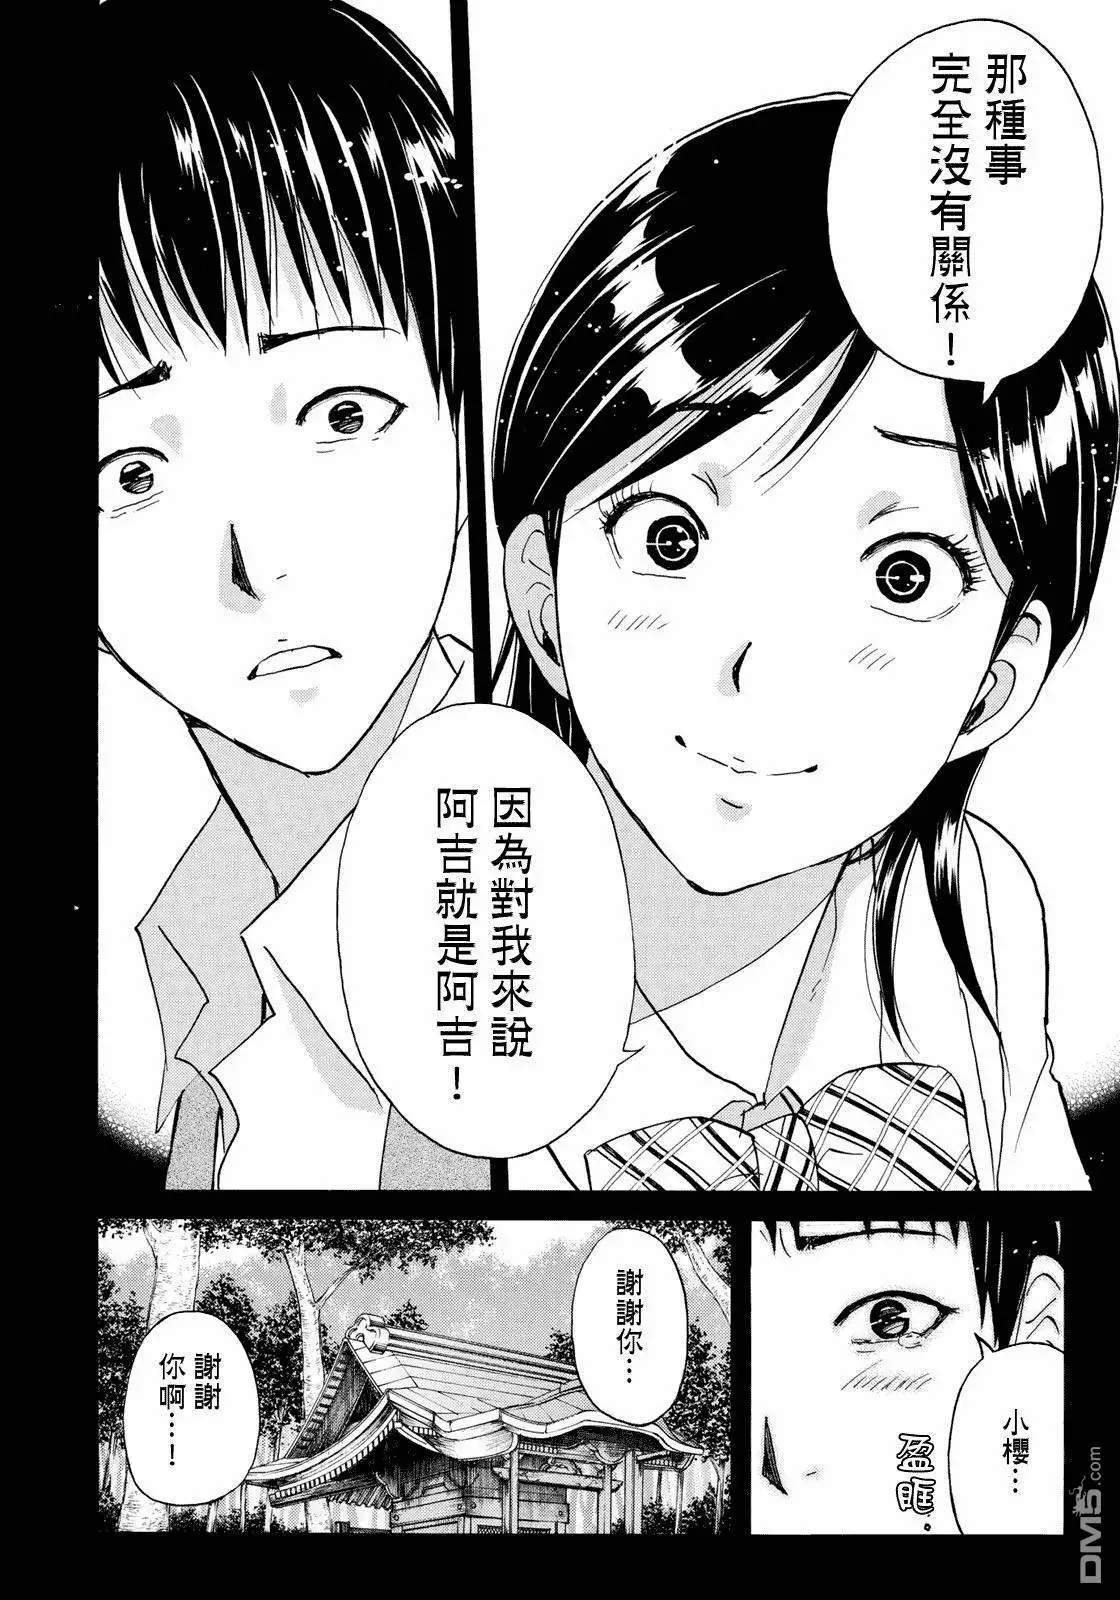 那種事
完全沒有關係！
因為對我來說
阿吉就是阿吉！
小櫻…
盈眶．
謝謝你…
謝謝
你啊…！
DM5.com